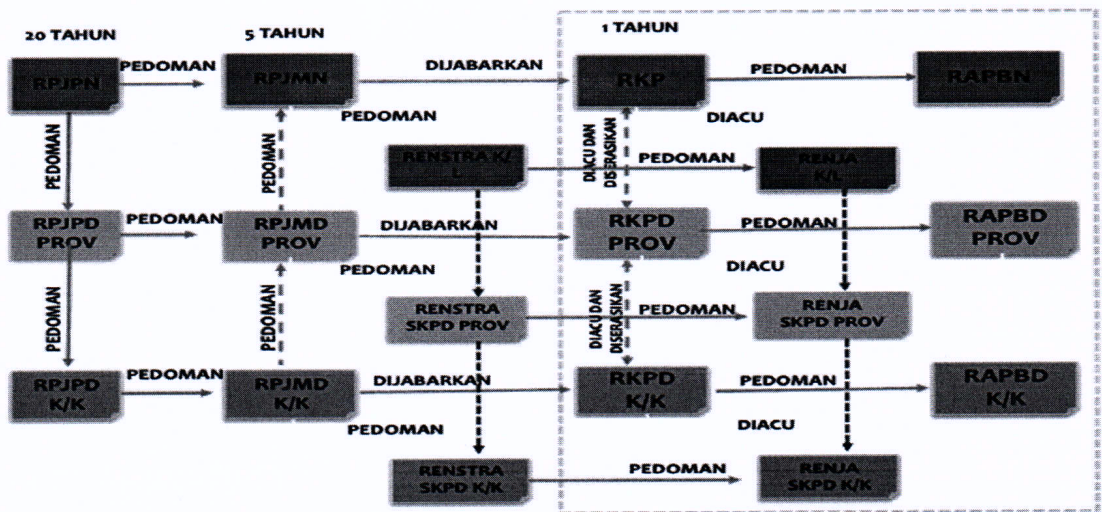 20 TAHUN
5 TAHUN
1 TAHUN
RPJPN
PEDOMAN
RPJMN
DIJABARKAN
RKP
PEDOMAN
RAPBN
PEDOMAN
PEDOMAN
PEDOMAN
DIACU DAN
DISERASIKAN
DIACU
RENSTRA K/
L
PEDOMAN
RENJA
K/L
RPJPD
PROV
PEDOMAN
RPJMD
PROV
DIJABARKAN
RKPD
PROV
PEDOMAN
RAPBD
PROV
PEDOMAN
PEDOMAN
PEDOMAN
DIACU DAN
DISERASIKAN
DIACU
RENSTRA
SKPD PROV
PEDOMAN
RENJA
SKPD PROV
RPJPD
K/K
PEDOMAN
RPJMD
K/K
DIJABARKAN
RKPD
K/K
PEDOMAN
RAPBD
K/K
PEDOMAN
DIACU
RENSTRA
SKPD K/K
PEDOMAN
RENJA
SKPD K/K